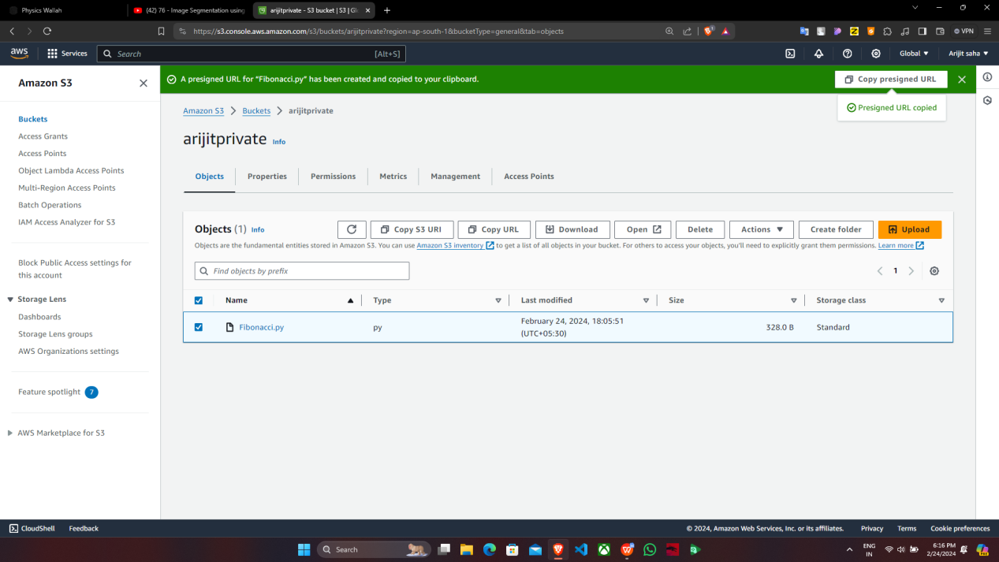 Physics Wallah
(42) 76 - Image Segmentation using
arijitprivate - S3 bucket | S3 | Glo
https://s3.console.aws.amazon.com/s3/buckets/arijitprivate?region=ap-south-1&bucketType=general&tab=objects
VPN
aws
Services
Search
[Alt+S]
Global
Arijit saha
Amazon S3
Buckets
Access Grants
Access Points
Object Lambda Access Points
Multi-Region Access Points
Batch Operations
IAM Access Analyzer for S3
Block Public Access settings for
this account
Storage Lens
Dashboards
Storage Lens groups
AWS Organizations settings
Feature spotlight 7
AWS Marketplace for S3
A presigned URL for “Fibonacci.py” has been created and copied to your clipboard.
Copy presigned URL
Presigned URL copied
Amazon S3 > Buckets > arijitprivate
arijitprivate Info
Objects Properties Permissions Metrics Management Access Points
Objects (1) Info
Copy S3 URI Copy URL Download Open Delete Actions Create folder Upload
Objects are the fundamental entities stored in Amazon S3. You can use Amazon S3 inventory to get a list of all objects in your bucket. For others to access your objects, you'll need to explicitly grant them permissions. Learn more
Find objects by prefix
1
Name Type Last modified Size Storage class
Fibonacci.py py February 24, 2024, 18:05:51 328.0 B Standard
(UTC+05:30)
CloudShell Feedback
© 2024, Amazon Web Services, Inc. or its affiliates. Privacy Terms Cookie preferences
Search
ENG
IN
6:16 PM
2/24/2024